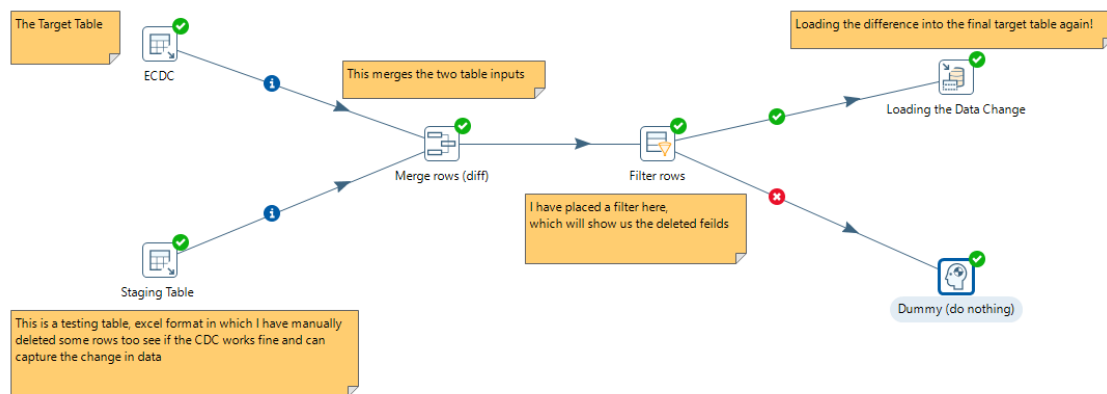 The Target Table
ECDC
This merges the two table inputs
Loading the difference into the final target table again!
Loading the Data Change
Merge rows (diff)
Filter rows
I have placed a filter here,
which will show us the deleted feilds
Staging Table
This is a testing table, excel format in which I have manually
deleted some rows too see if the CDC works fine and can
capture the change in data
Dummy (do nothing)